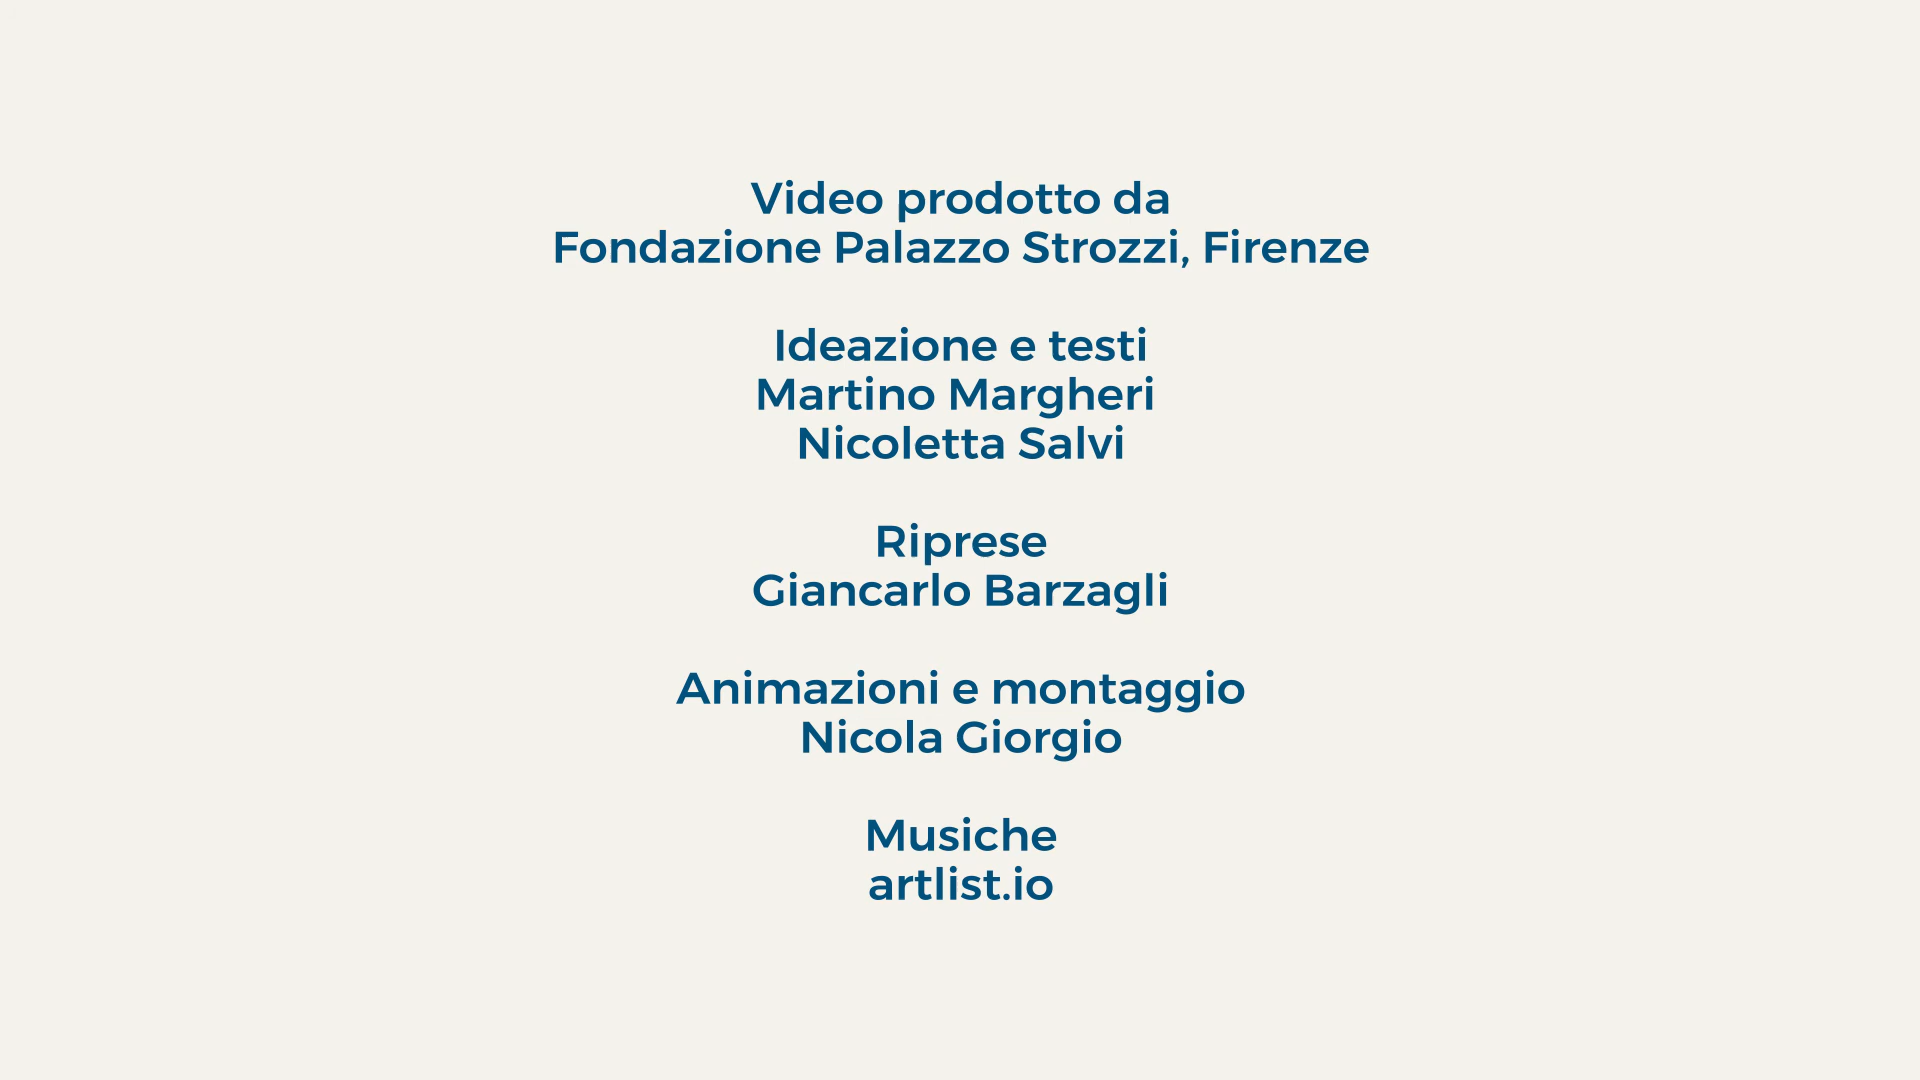 Video prodotto da
Fondazione Palazzo Strozzi, Firenze
Ideazione e testi
Martino Margheri
Nicoletta Salvi
Riprese
Giancarlo Barzagli
Animazioni e montaggio
Nicola Giorgio
Musiche
artlist.io